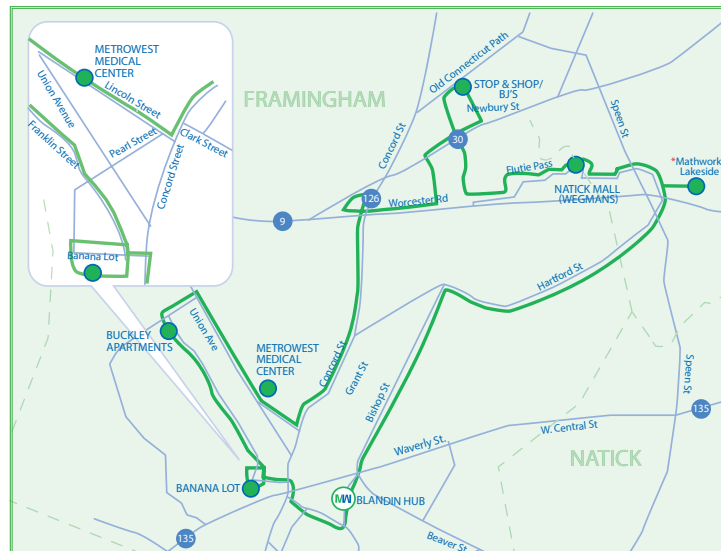 METROWEST
MEDICAL
CENTER
Lincoln Street
Union Avenue
Franklin Street
Pearl Street
Clark Street
Concord Street
Banana Lot
FRAMINGHAM
Old Connecticut Path
STOP & SHOP/
BJ'S
Newbury St
Concord St
30
Speen St
Flutie Pass
*Mathwork
Lakeside
NATICK MALL
(WEGMANS)
126
Worcester Rd
9
Hartford St
Union Ave
BUCKLEY
APARTMENTS
METROWEST
MEDICAL
CENTER
Concord St
Grant St
Bishop St
Speen St
135
W. Central St
Waverly St.
NATICK
BANANA LOT
MW
BLANDIN HUB
135
Beaver St